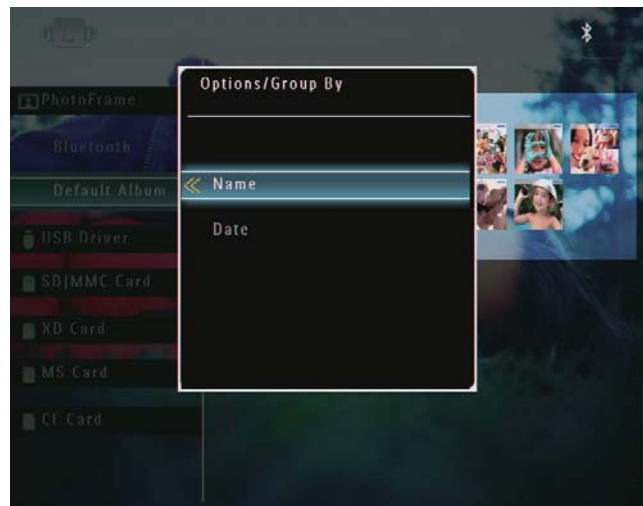 Options/Group By
PhotoFrame
Bluetooth
Name
Default Album
Date
USB Driver
SD|MMC Card
XD Card
MS Card
CF Card